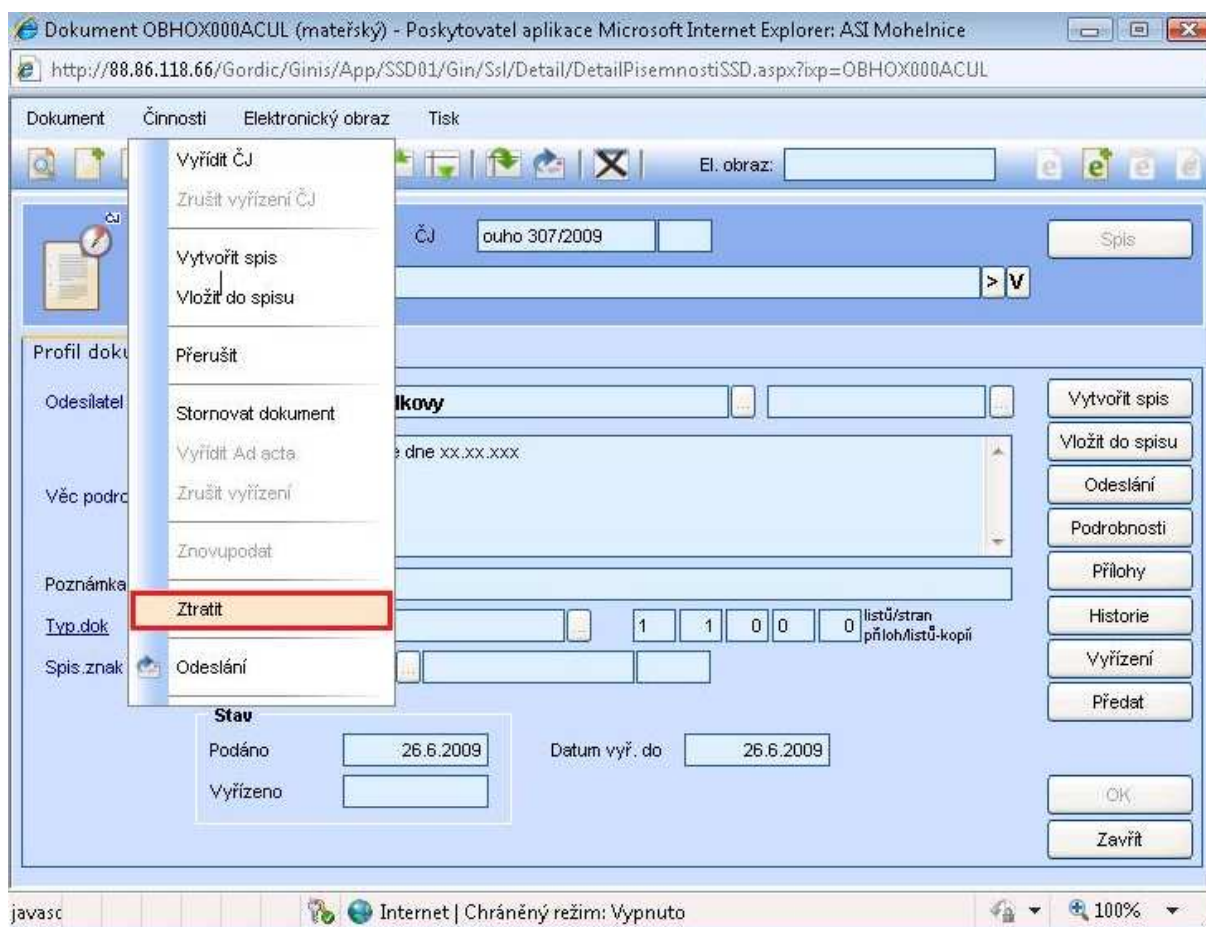 Dokument OBHOX000ACUL (mateřský) - Poskytovatel aplikace Microsoft Internet Explorer: ASI Mohelnice
http://88.86.118.66/Gordic/Ginis/App/SSD01/Gin/Ssl/Detail/DetailPisemnostiSSD.aspx?ixp=OBHOX000ACUL
Dokument Činnosti Elektronický obraz Tisk
El. obraz:
Vyřídit ČJ
Zrušit vyřízení ČJ
Vytvořit spis
Vložit do spisu
Přerušit
Stornovat dokument
Vyřídit Ad acta
Zrušit vyřízení
Znovupodat
Ztratit
Odeslání
ČJ
ČJ ouho 307/2009
Spis
> V
Profil doku
Odesílatel lkovy ... ...
Věc podro
e dne xx.xx.xxx
Poznámka
Typ.dok ... 1 1 0 0 0 listů/stran
příloh/listů-kopií
Spis.znak ...
Stav
Podáno 26.6.2009 Datum vyř. do 26.6.2009
Vyřízeno
Vytvořit spis
Vložit do spisu
Odeslání
Podrobnosti
Přílohy
Historie
Vyřízení
Předat
OK
Zavřít
javasc Internet | Chráněný režim: Vypnuto 100%